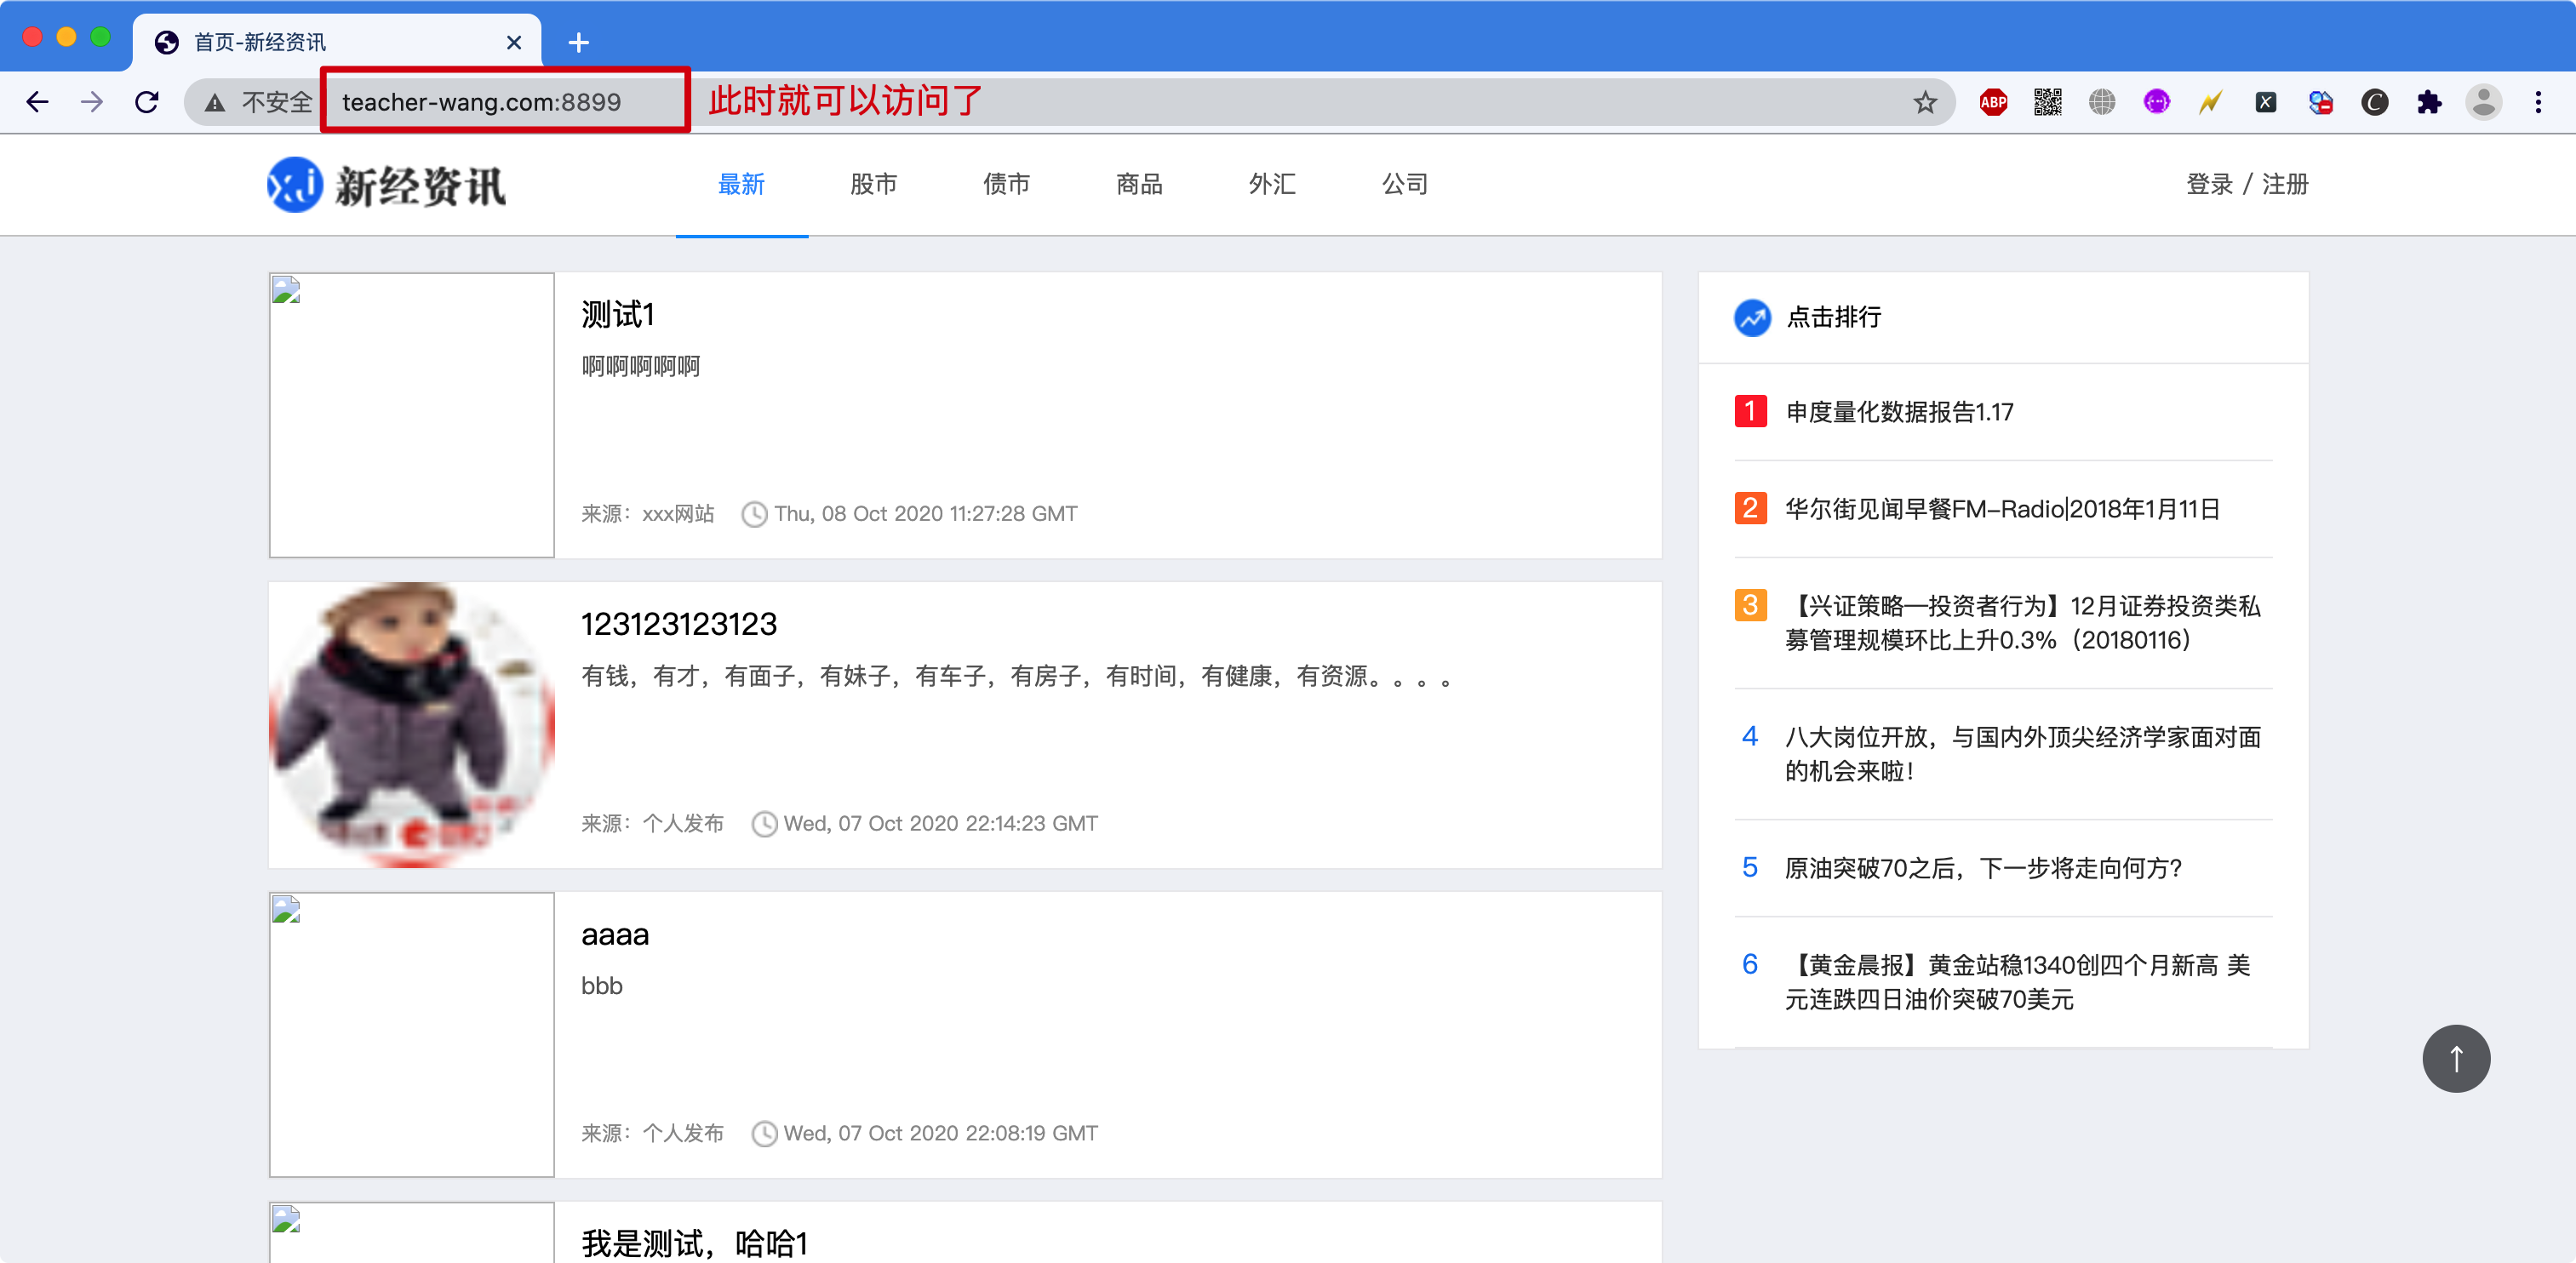 首页-新经资讯
不安全
teacher-wang.com:8899
此时就可以访问了
ABP
新经资讯
最新 股市 债市 商品 外汇 公司
登录 / 注册
测试1
啊啊啊啊啊
来源：xxx网站 Thu, 08 Oct 2020 11:27:28 GMT
123123123123
有钱，有才，有面子，有妹子，有车子，有房子，有时间，有健康，有资源。。。。
来源：个人发布 Wed, 07 Oct 2020 22:14:23 GMT
aaaa
bbb
来源：个人发布 Wed, 07 Oct 2020 22:08:19 GMT
我是测试，哈哈1
点击排行
1 申度量化数据报告1.17
2 华尔街见闻早餐FM-Radio|2018年1月11日
3 【兴证策略—投资者行为】12月证券投资类私
募管理规模环比上升0.3%（20180116）
4 八大岗位开放，与国内外顶尖经济学家面对面
的机会来啦！
5 原油突破70之后，下一步将走向何方？
6 【黄金晨报】黄金站稳1340创四个月新高 美
元连跌四日油价突破70美元